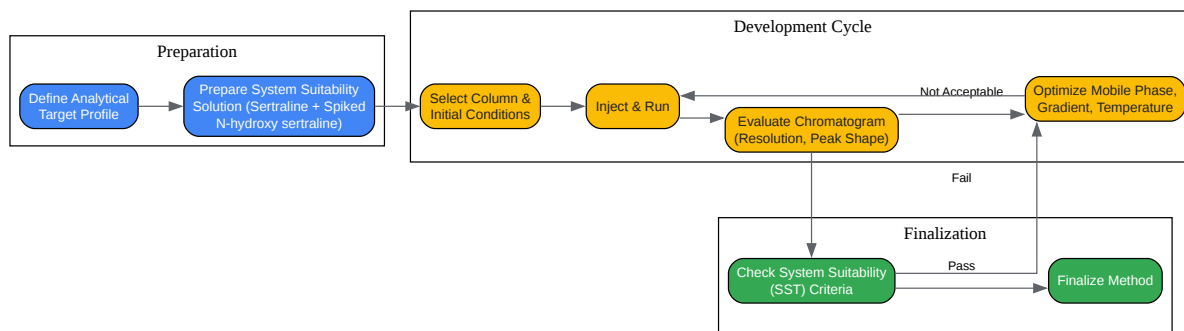 Preparation
Define Analytical
Target Profile
Prepare System Suitability
Solution (Sertraline + Spiked
N-hydroxy sertraline)
Development Cycle
Select Column &
Initial Conditions
Inject & Run
Evaluate Chromatogram
(Resolution, Peak Shape)
Not Acceptable
Optimize Mobile Phase,
Gradient, Temperature
Fail
Finalization
Check System Suitability
(SST) Criteria
Pass
Finalize Method